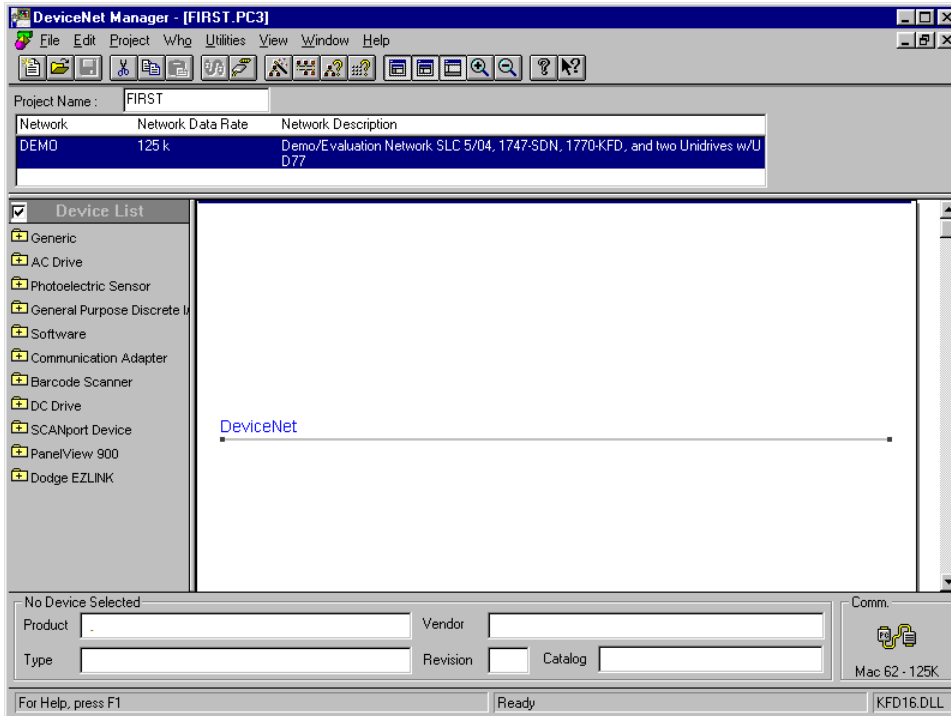 DeviceNet Manager - [FIRST.PC3]
File Edit Project Who Utilities View Window Help
Project Name : FIRST
Network Network Data Rate Network Description
DEMO 125 k Demo/Evaluation Network SLC 5/04, 1747-SDN, 1770-KFD, and two Unidrives w/U
D77
Device List
Generic
AC Drive
Photoelectric Sensor
General Purpose Discrete I/
Software
Communication Adapter
Barcode Scanner
DC Drive
SCANport Device
PanelView 900
Dodge EZLINK
DeviceNet
No Device Selected
Product .
Vendor
Type
Revision
Catalog
Comm.
Mac 62 - 125K
For Help, press F1
Ready
KFD16.DLL